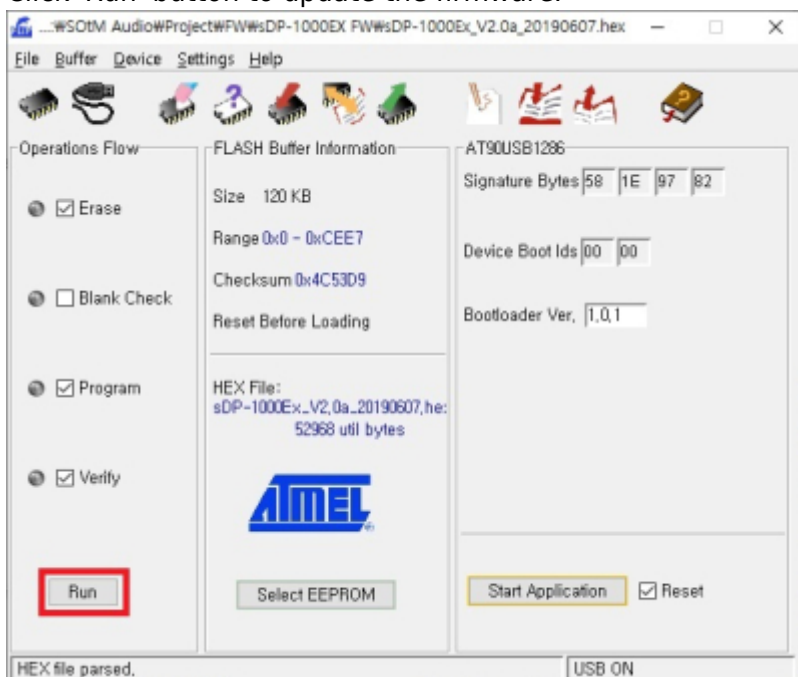 Click 'Run' button to update the firmware.
...₩SOtM Audio₩Project₩FW₩sDP-1000EX FW₩sDP-1000Ex_V2.0a_20190607.hex
File Buffer Device Settings Help
Operations Flow
Erase
Blank Check
Program
Verify
Run
FLASH Buffer Information
Size 120 KB
Range 0x0 - 0xCEE7
Checksum 0x4C53D9
Reset Before Loading
HEX File:
sDP-1000Ex_V2,0a_20190607,he:
52968 util bytes
ATMEL
Select EEPROM
AT90USB1286
Signature Bytes 58 1E 97 82
Device Boot Ids 00 00
Bootloader Ver, 1,0,1
Start Application Reset
HEX file parsed, USB ON